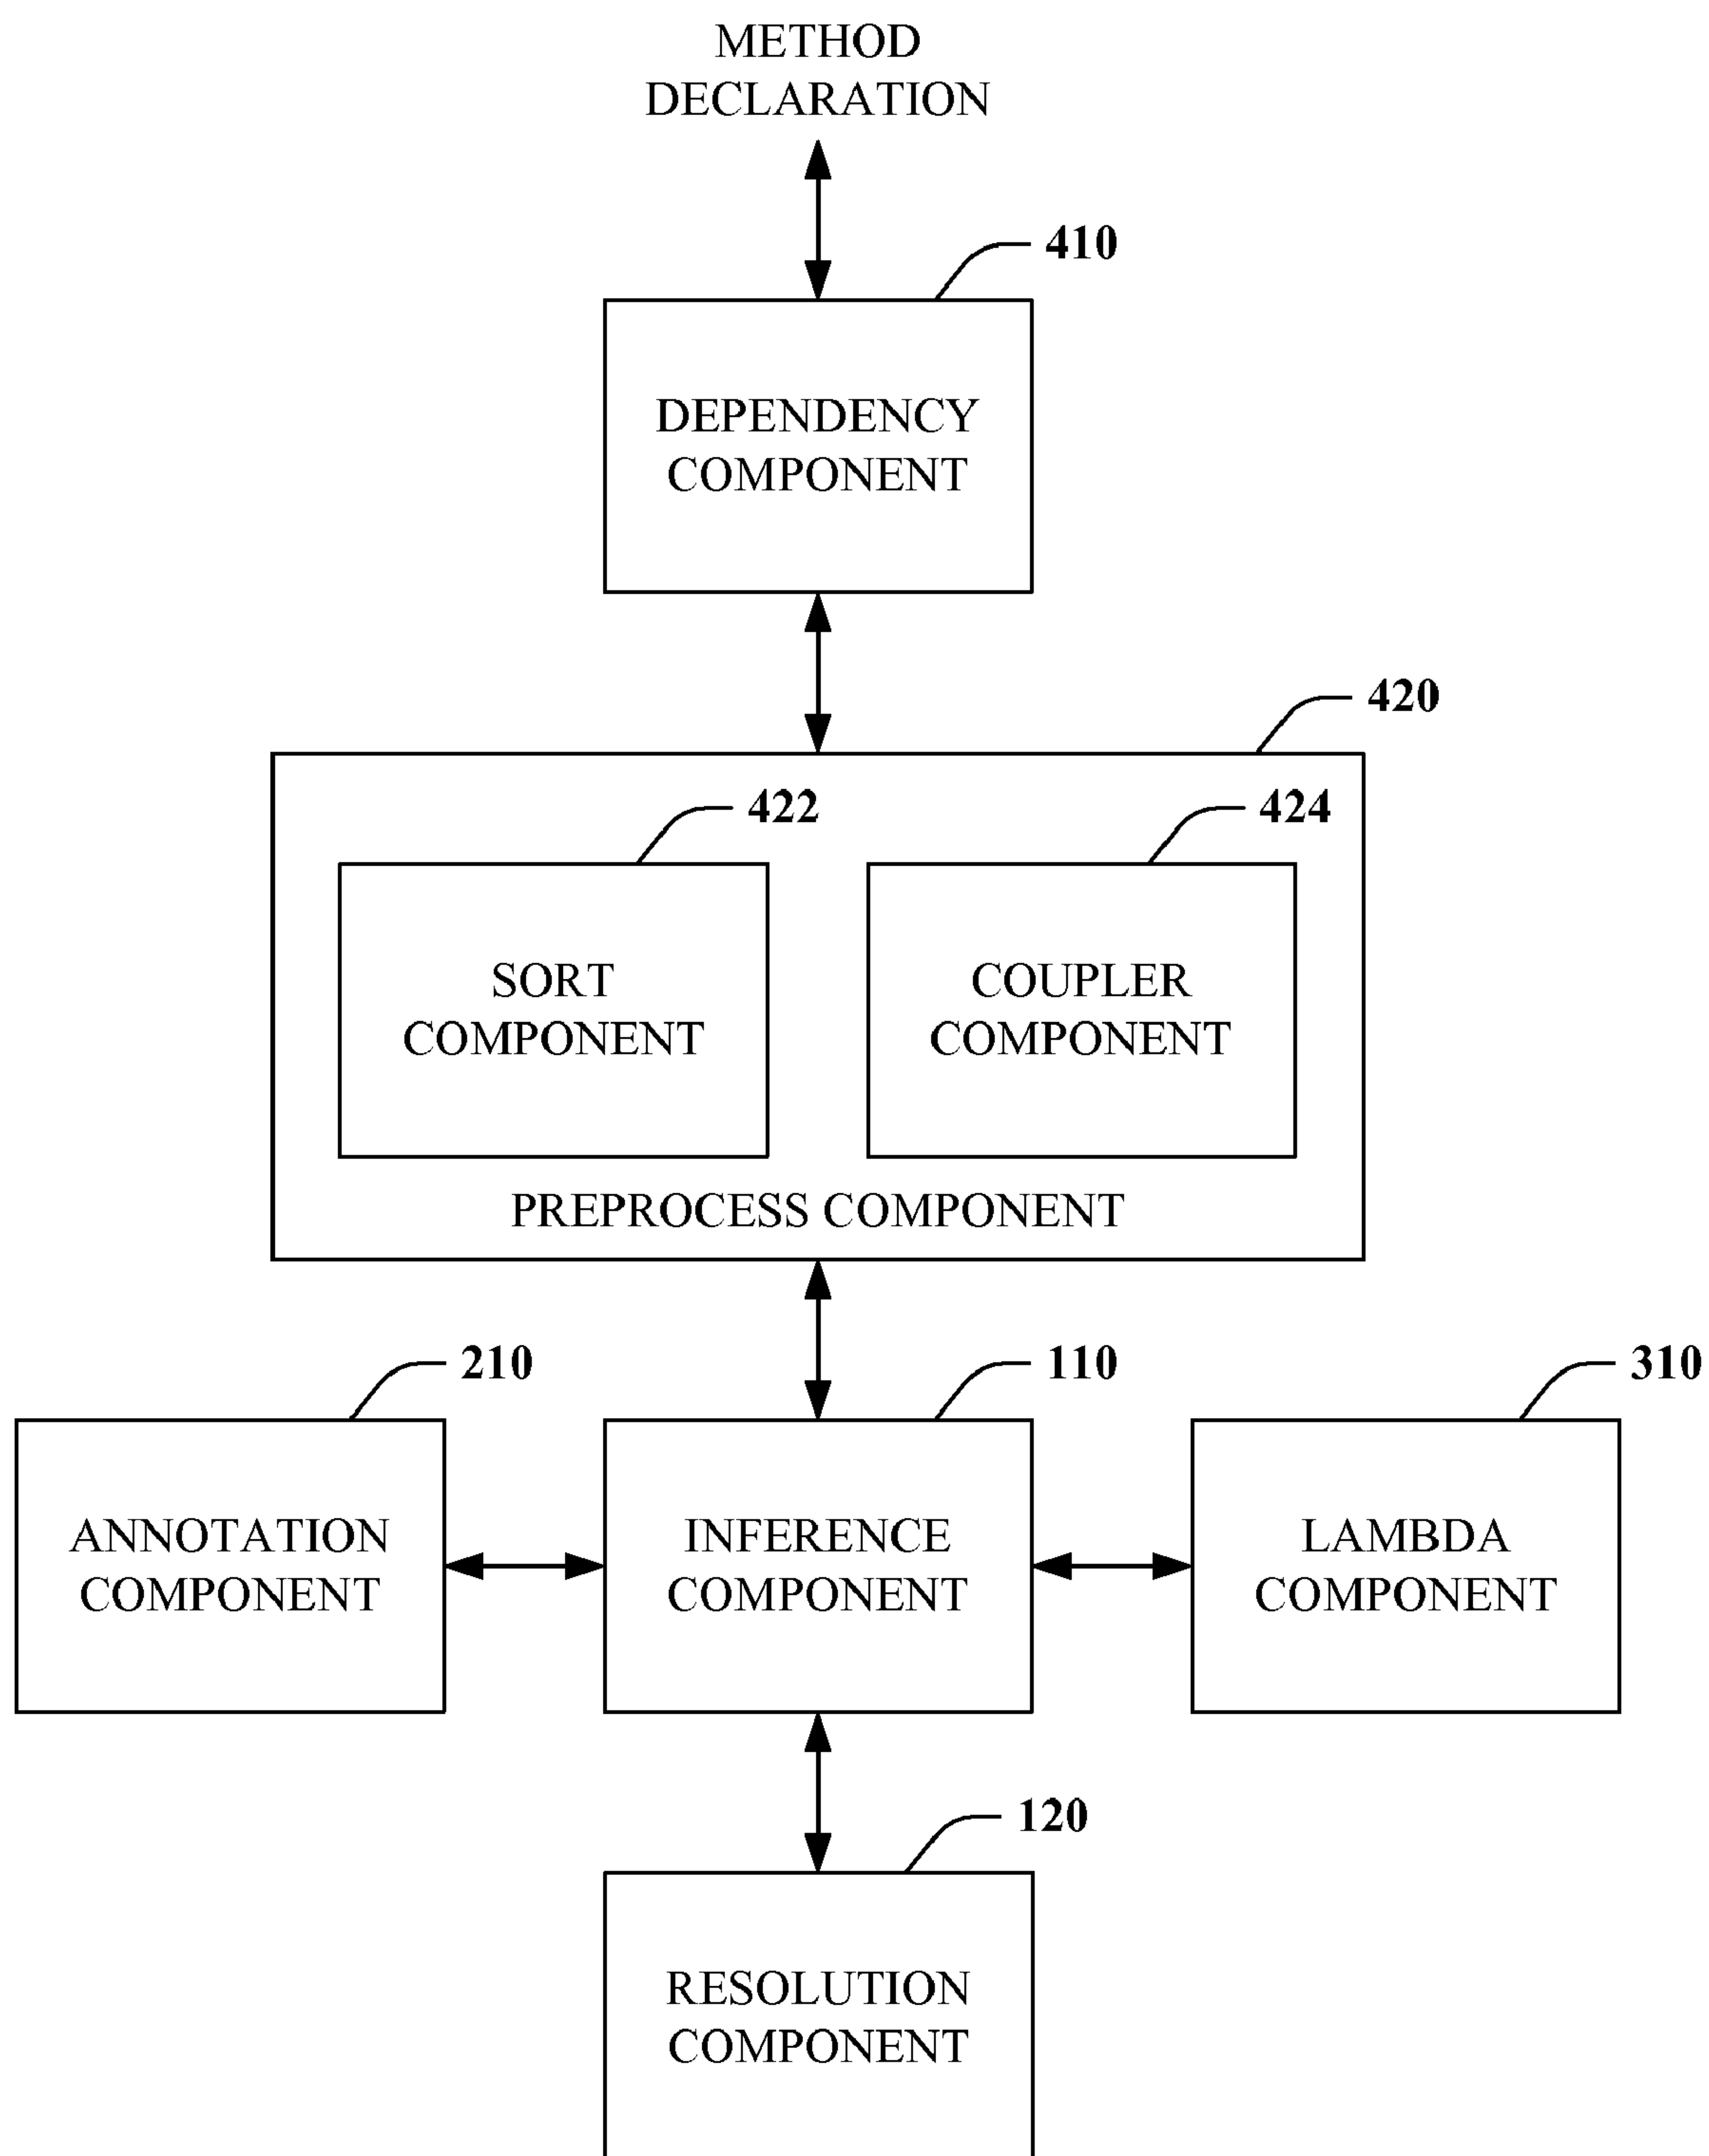 METHOD
DECLARATION
410
DEPENDENCY
COMPONENT
420
422
424
SORT
COMPONENT
COUPLER
COMPONENT
PREPROCESS COMPONENT
210
110
310
ANNOTATION
COMPONENT
INFERENCE
COMPONENT
LAMBDA
COMPONENT
120
RESOLUTION
COMPONENT